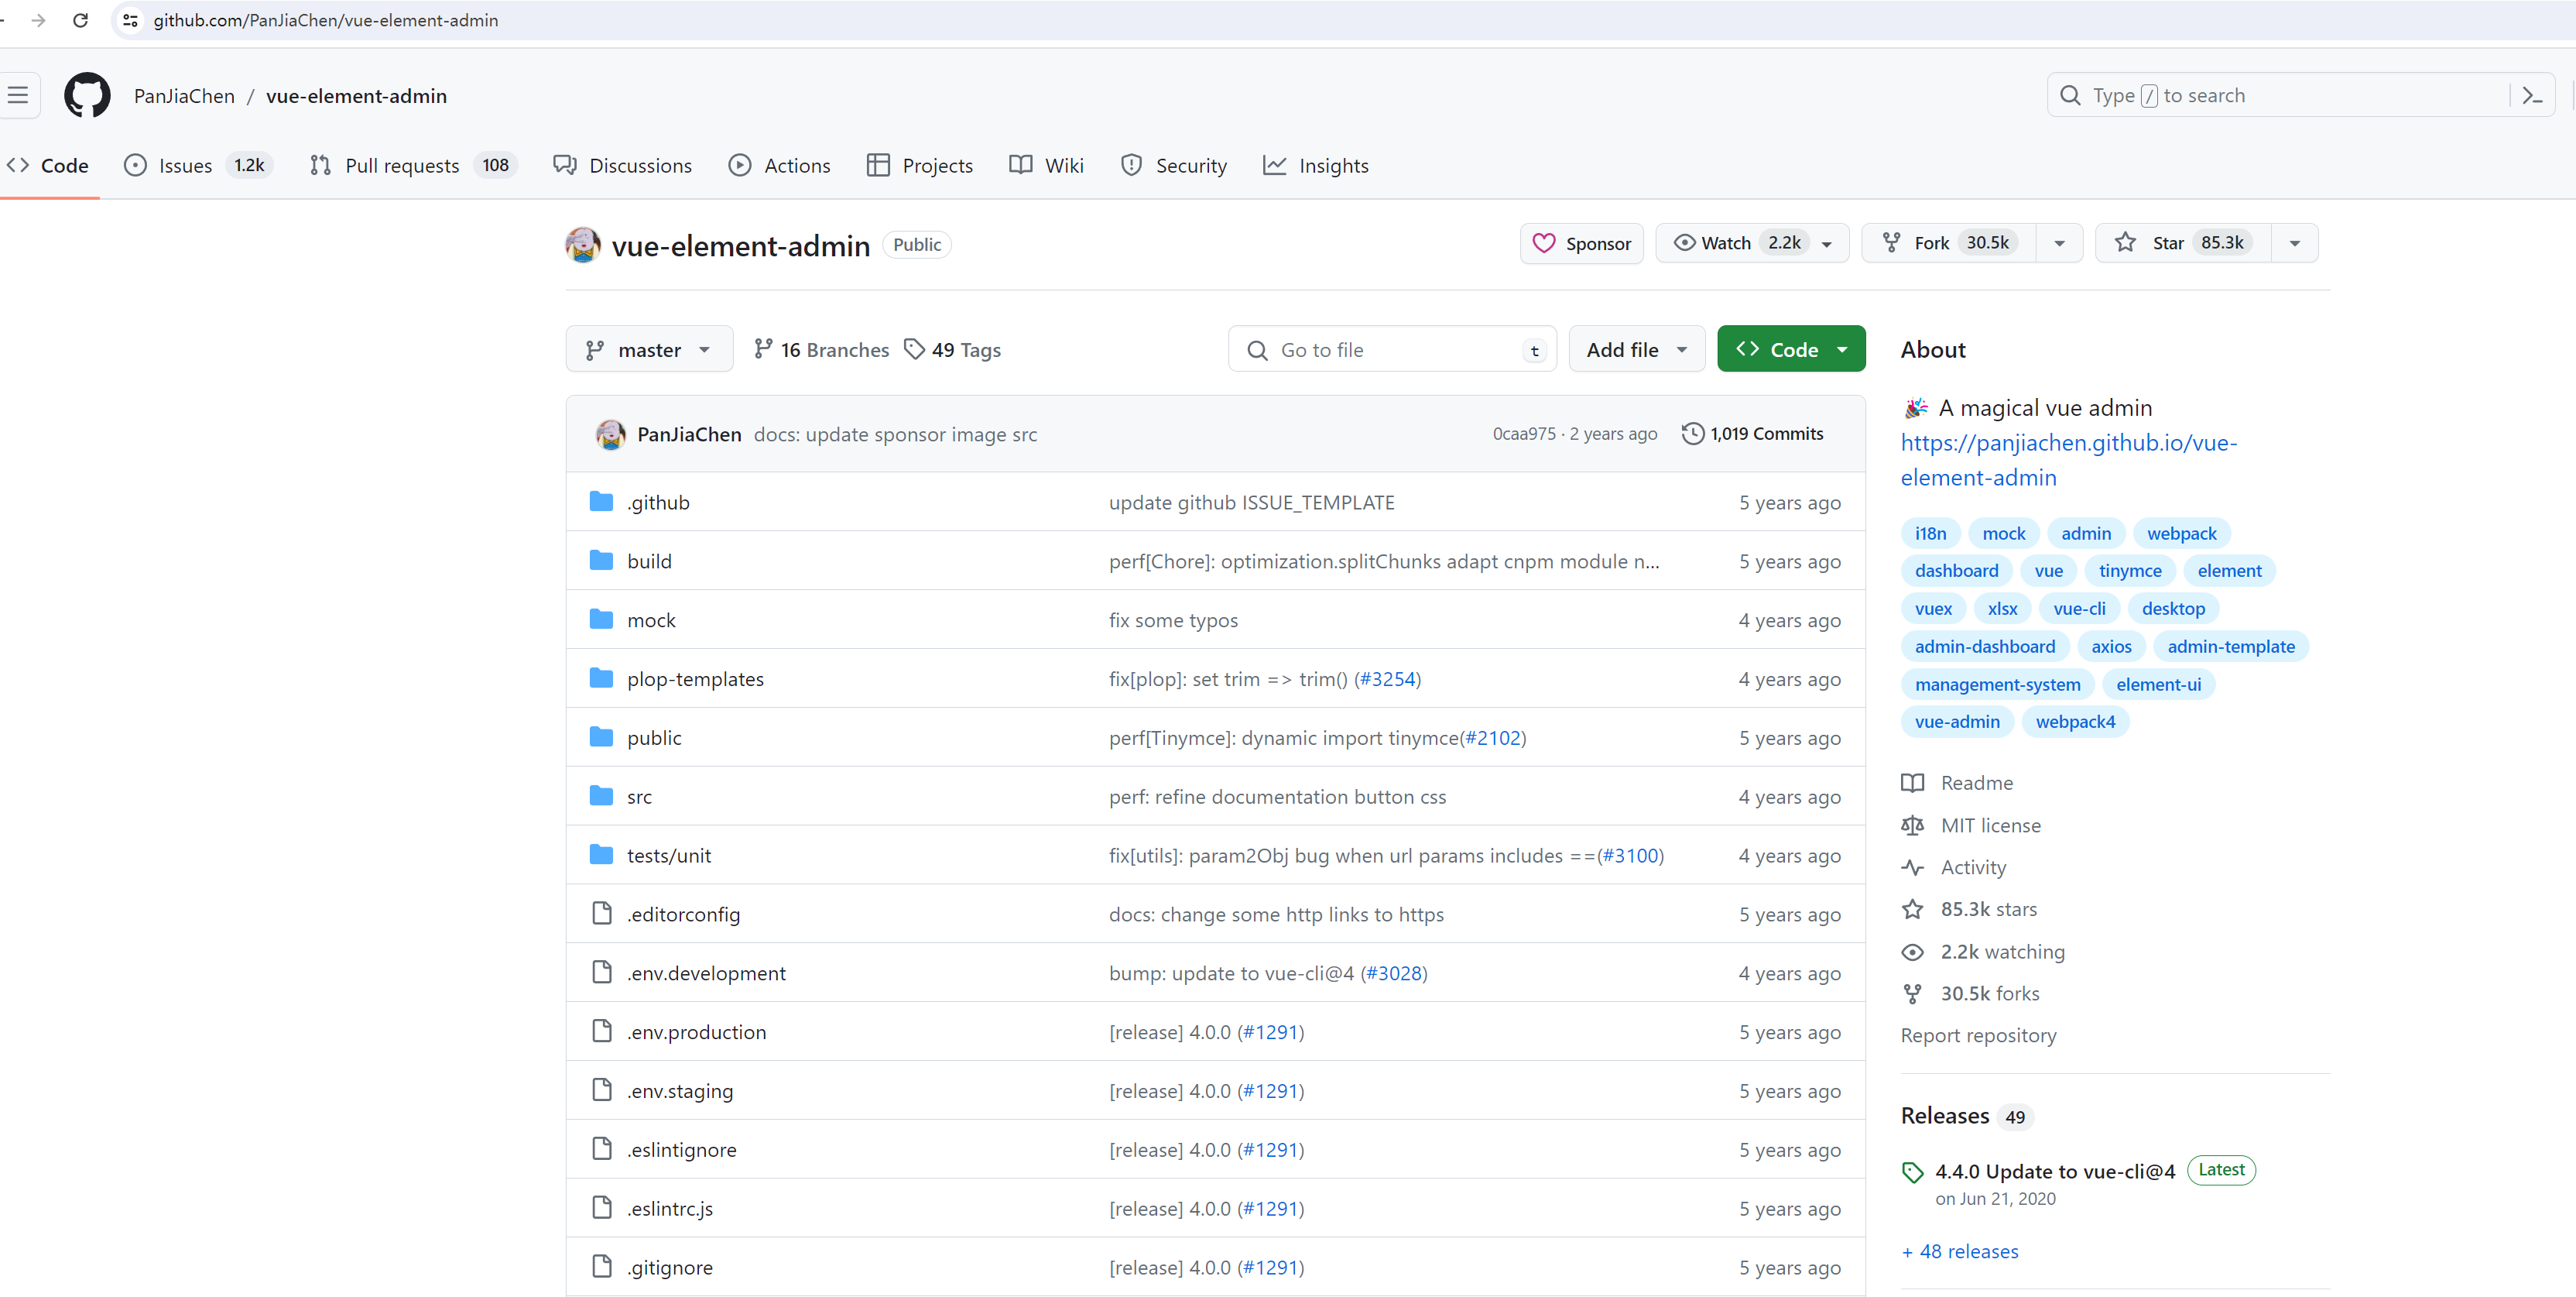 github.com/PanJiaChen/vue-element-admin
PanJiaChen / vue-element-admin
Type / to search
Code Issues 1.2k Pull requests 108 Discussions Actions Projects Wiki Security Insights
vue-element-admin Public
Sponsor Watch 2.2k Fork 30.5k Star 85.3k
master 16 Branches 49 Tags Go to file t Add file Code
PanJiaChen docs: update sponsor image src 0caa975 · 2 years ago 1,019 Commits
.github update github ISSUE_TEMPLATE 5 years ago
build perf[Chore]: optimization.splitChunks adapt cnpm module n... 5 years ago
mock fix some typos 4 years ago
plop-templates fix[plop]: set trim => trim() (#3254) 4 years ago
public perf[Tinymce]: dynamic import tinymce(#2102) 5 years ago
src perf: refine documentation button css 4 years ago
tests/unit fix[utils]: param2Obj bug when url params includes ==(#3100) 4 years ago
.editorconfig docs: change some http links to https 5 years ago
.env.development bump: update to vue-cli@4 (#3028) 4 years ago
.env.production [release] 4.0.0 (#1291) 5 years ago
.env.staging [release] 4.0.0 (#1291) 5 years ago
.eslintignore [release] 4.0.0 (#1291) 5 years ago
.eslintrc.js [release] 4.0.0 (#1291) 5 years ago
.gitignore [release] 4.0.0 (#1291) 5 years ago
About
🎉 A magical vue admin
https://panjiachen.github.io/vue-
element-admin
i18n mock admin webpack
dashboard vue tinymce element
vuex xlsx vue-cli desktop
admin-dashboard axios admin-template
management-system element-ui
vue-admin webpack4
Readme
MIT license
Activity
85.3k stars
2.2k watching
30.5k forks
Report repository
Releases 49
4.4.0 Update to vue-cli@4 Latest
on Jun 21, 2020
+ 48 releases